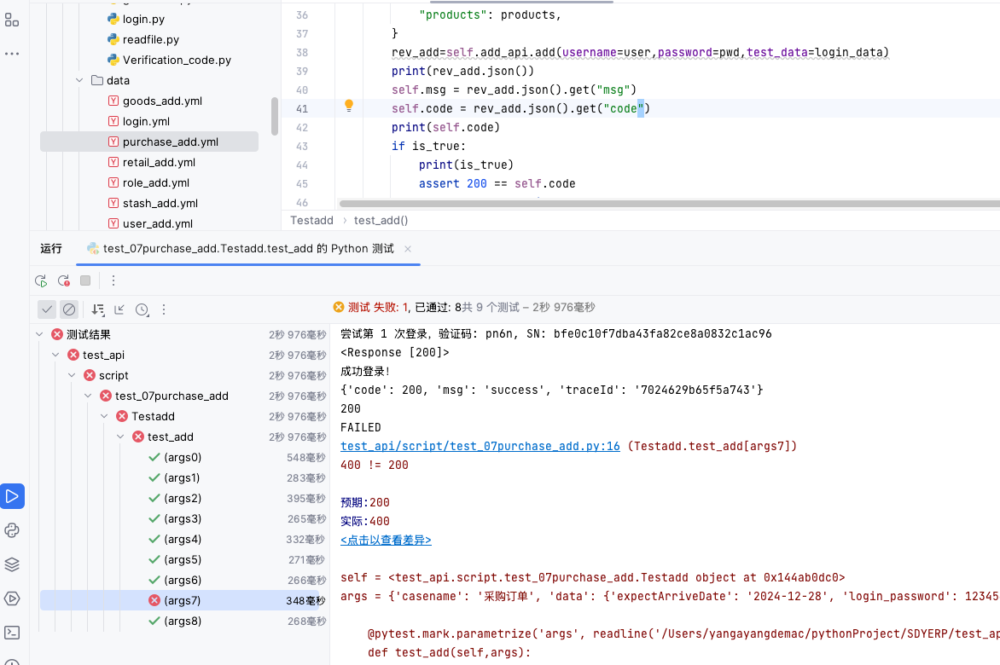 login.py
readfile.py
Verification_code.py
data
goods_add.yml
login.yml
purchase_add.yml
retail_add.yml
role_add.yml
stash_add.yml
user_add.yml
36 "products": products,
37 }
38 rev_add=self.add_api.add(username=user,password=pwd,test_data=login_data)
39 print(rev_add.json())
40 self.msg = rev_add.json().get("msg")
41 self.code = rev_add.json().get("code")
42 print(self.code)
43 if is_true:
44 print(is_true)
45 assert 200 == self.code
46
Testadd › test_add()
运行 test_07purchase_add.Testadd.test_add 的 Python 测试 ×
测试 失败: 1, 已通过: 8共 9 个测试 – 2秒 976毫秒
测试结果 2秒 976毫秒
test_api 2秒 976毫秒
script 2秒 976毫秒
test_07purchase_add 2秒 976毫秒
Testadd 2秒 976毫秒
test_add 2秒 976毫秒
(args0) 548毫秒
(args1) 283毫秒
(args2) 395毫秒
(args3) 265毫秒
(args4) 332毫秒
(args5) 271毫秒
(args6) 266毫秒
(args7) 348毫秒
(args8) 268毫秒
尝试第 1 次登录，验证码: pn6n, SN: bfe0c10f7dba43fa82ce8a0832c1ac96
<Response [200]>
成功登录！
{'code': 200, 'msg': 'success', 'traceId': '7024629b65f5a743'}
200
FAILED
test_api/script/test_07purchase_add.py:16 (Testadd.test_add[args7])
400 != 200
预期:200
实际:400
<点击以查看差异>
self = <test_api.script.test_07purchase_add.Testadd object at 0x144ab0dc0>
args = {'casename': '采购订单', 'data': {'expectArriveDate': '2024-12-28', 'login_password': 12345
@pytest.mark.parametrize('args', readline('/Users/yangayangdemac/pythonProject/SDYERP/test_ap
def test_add(self,args):